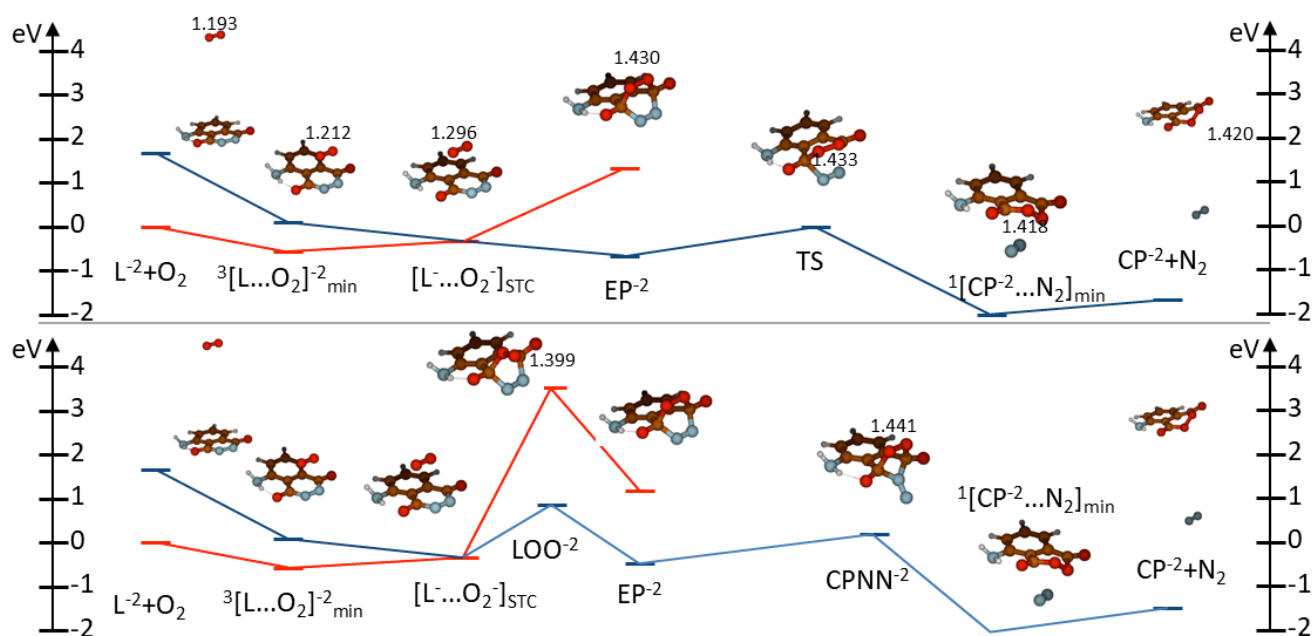 eV
4
3
2
1
0
-1
-2
1.193
1.212
1.296
1.430
1.433
1.418
1.420
L⁻²+O₂
³[L...O₂]⁻²ₘᵢₙ
[L⁻...O₂⁻]STC
EP⁻²
TS
¹[CP⁻²...N₂]ₘᵢₙ
CP⁻²+N₂
eV
4
3
2
1
0
-1
-2
eV
4
3
2
1
0
-1
-2
1.399
1.441
L⁻²+O₂
³[L...O₂]⁻²ₘᵢₙ
[L⁻...O₂⁻]STC
LOO⁻²
EP⁻²
CPNN⁻²
¹[CP⁻²...N₂]ₘᵢₙ
CP⁻²+N₂
eV
4
3
2
1
0
-1
-2